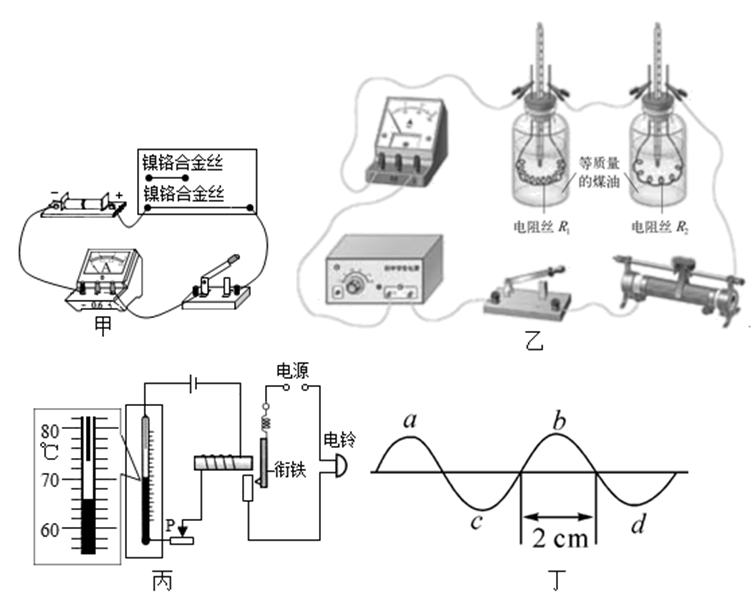 镍铬合金丝
镍铬合金丝
− +
A
− 0.6
甲
A
等质量
的煤油
电阻丝 R₁
电阻丝 R₂
乙
80
℃
70
60
P
电源
电铃
衔铁
丙
a
b
c
d
2 cm
丁